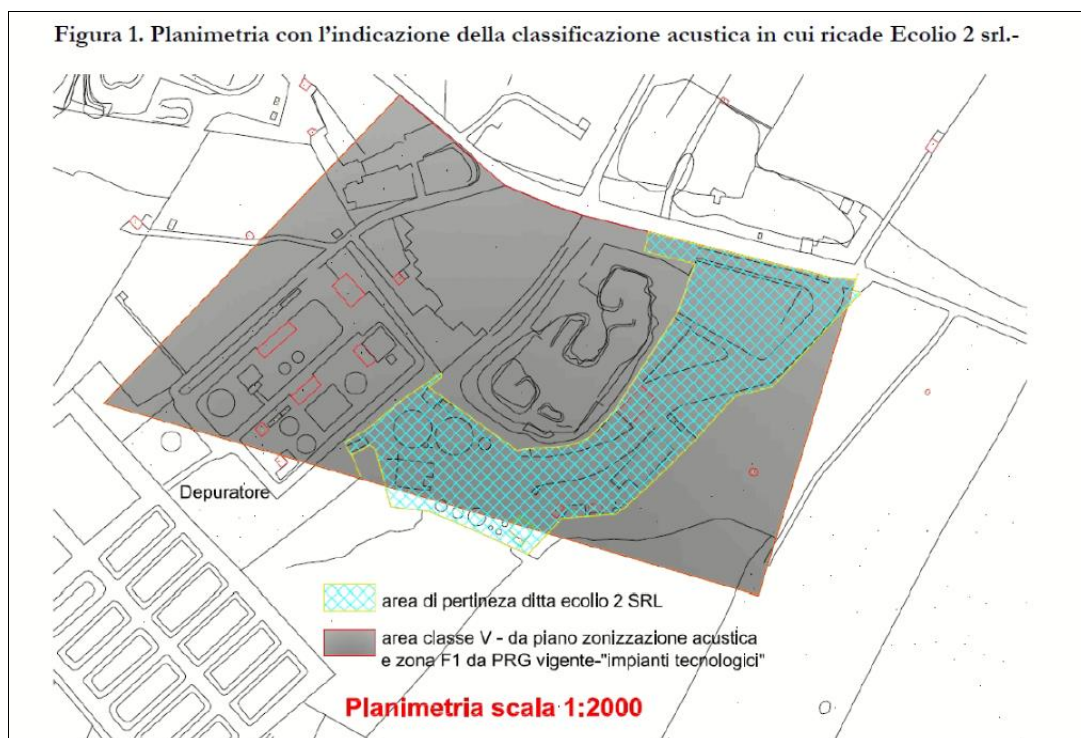 Figura 1. Planimetria con l'indicazione della classificazione acustica in cui ricade Ecolio 2 srl.-
Depuratore
area di pertineza ditta ecolio 2 SRL
area classe V - da piano zonizzazione acustica
e zona F1 da PRG vigente-"impianti tecnologici"
Planimetria scala 1:2000